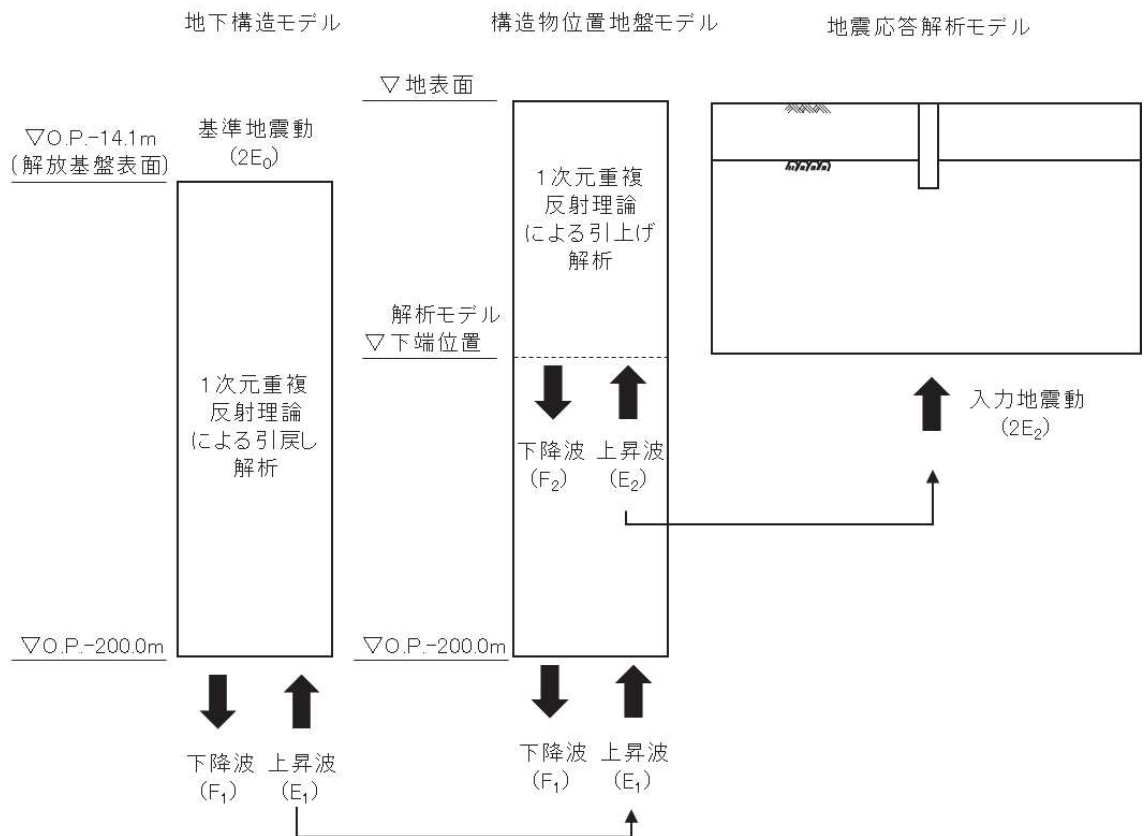 地下構造モデル
▽O.P.-14.1m
(解放基盤表面)
基準地震動
(2E₀)
1次元重複
反射理論
による引戻し
解析
▽O.P.-200.0m
下降波
(F₁)
上昇波
(E₁)
構造物位置地盤モデル
▽地表面
1次元重複
反射理論
による引上げ
解析
解析モデル
▽下端位置
下降波
(F₂)
上昇波
(E₂)
▽O.P.-200.0m
下降波
(F₁)
上昇波
(E₁)
地震応答解析モデル
入力地震動
(2E₂)